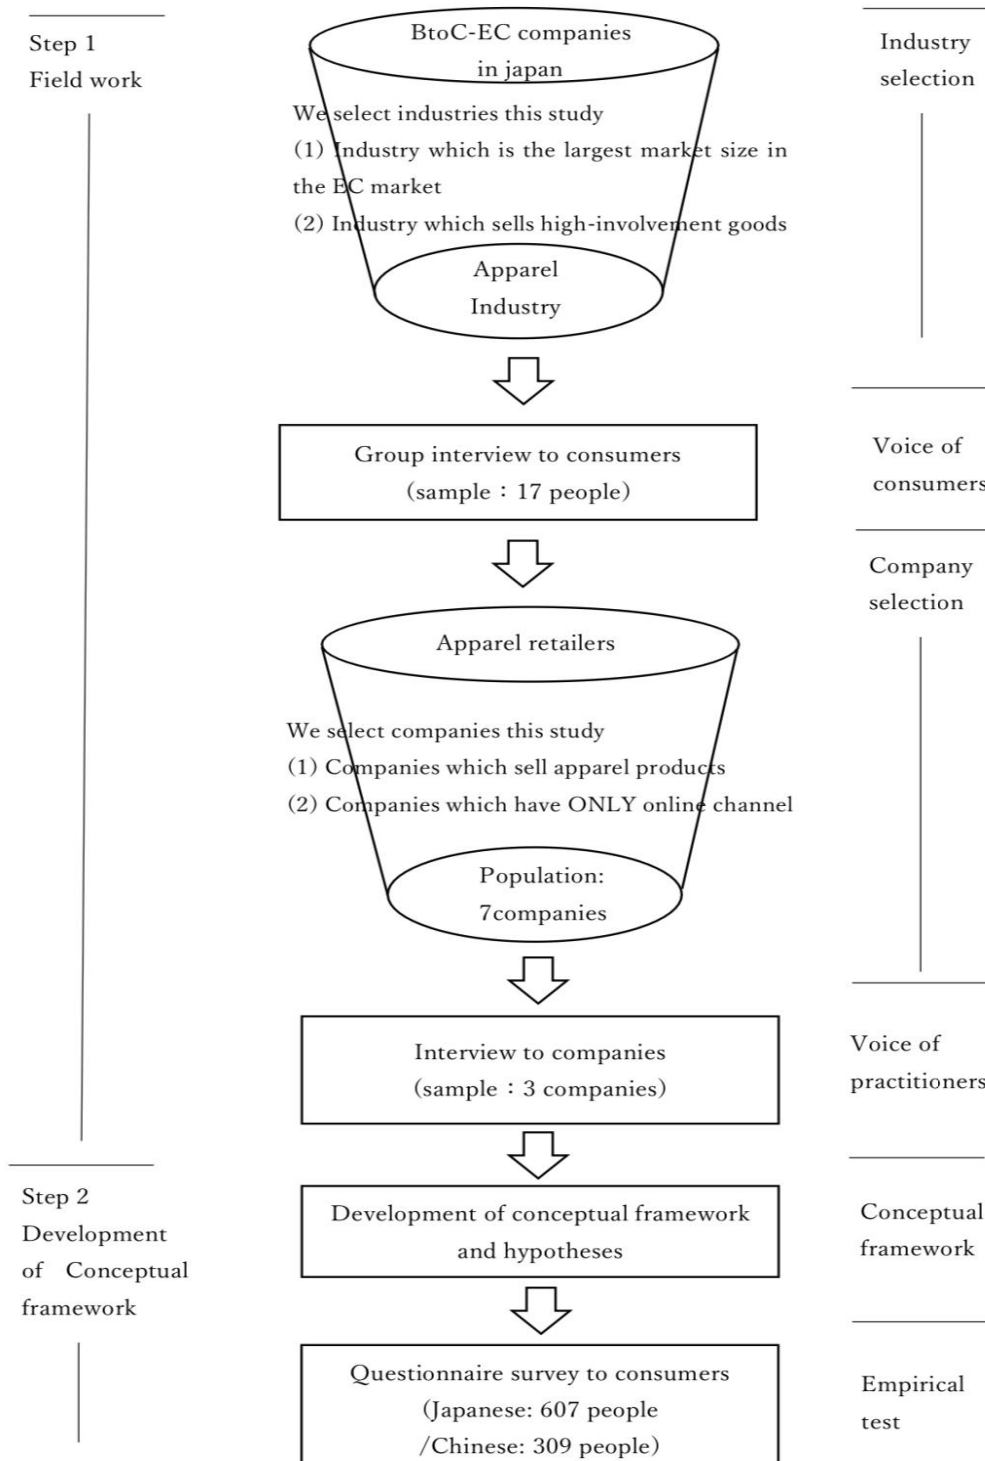 Step 1
Field work
BtoC-EC companies
in japan
Industry
selection
We select industries this study
(1) Industry which is the largest market size in
the EC market
(2) Industry which sells high-involvement goods
Apparel
Industry
Group interview to consumers
(sample：17 people)
Voice of
consumers
Company
selection
Apparel retailers
We select companies this study
(1) Companies which sell apparel products
(2) Companies which have ONLY online channel
Population:
7companies
Interview to companies
(sample：3 companies)
Voice of
practitioners
Step 2
Development
of Conceptual
framework
Development of conceptual framework
and hypotheses
Conceptual
framework
Questionnaire survey to consumers
(Japanese: 607 people
/Chinese: 309 people)
Empirical
test